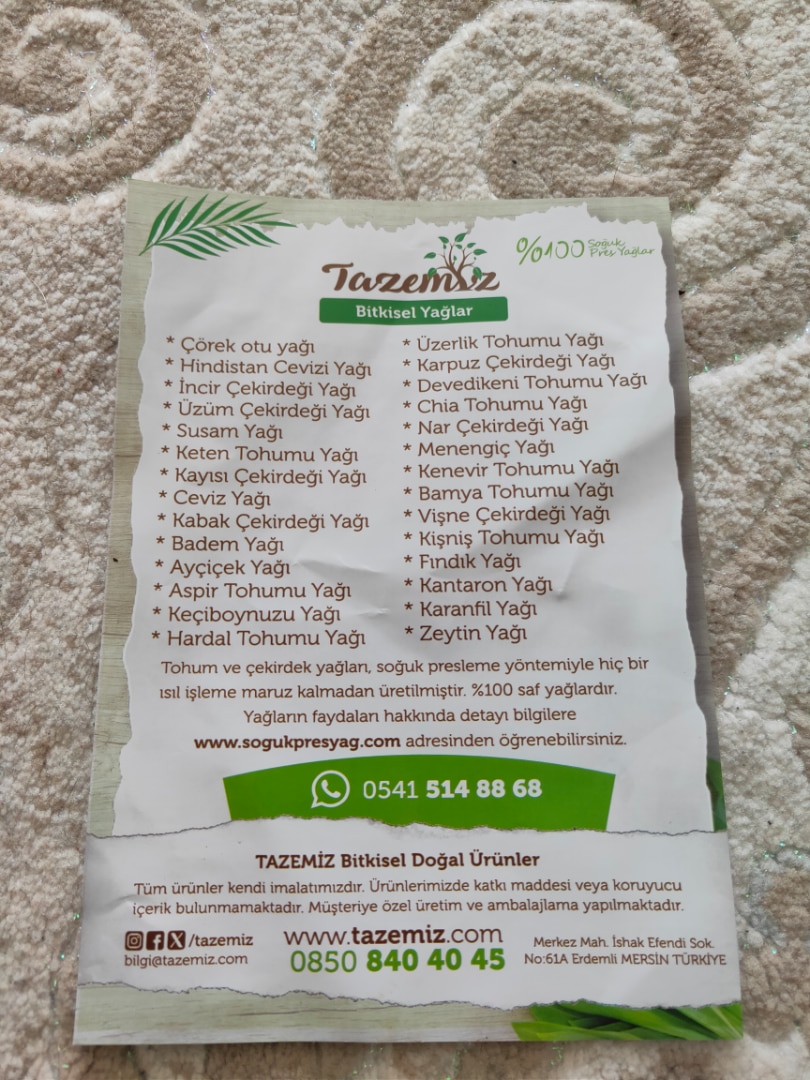 %100 Soğuk
Pres Yağlar
Tazemiz
Bitkisel Yağlar
* Çörek otu yağı
* Hindistan Cevizi Yağı
* İncir Çekirdeği Yağı
* Üzüm Çekirdeği Yağı
* Susam Yağı
* Keten Tohumu Yağı
* Kayısı Çekirdeği Yağı
* Ceviz Yağı
* Kabak Çekirdeği Yağı
* Badem Yağı
* Ayçiçek Yağı
* Aspir Tohumu Yağı
* Keçiboynuzu Yağı
* Hardal Tohumu Yağı
* Üzerlik Tohumu Yağı
* Karpuz Çekirdeği Yağı
* Devedikeni Tohumu Yağı
* Chia Tohumu Yağı
* Nar Çekirdeği Yağı
* Menengiç Yağı
* Kenevir Tohumu Yağı
* Bamya Tohumu Yağı
* Vişne Çekirdeği Yağı
* Kişniş Tohumu Yağı
* Fındık Yağı
* Kantaron Yağı
* Karanfil Yağı
* Zeytin Yağı
Tohum ve çekirdek yağları, soğuk presleme yöntemiyle hiç bir
ısıl işleme maruz kalmadan üretilmiştir. %100 saf yağlardır.
Yağların faydaları hakkında detayı bilgilere
www.sogukpresyag.com adresinden öğrenebilirsiniz.
0541 514 88 68
TAZEMİZ Bitkisel Doğal Ürünler
Tüm ürünler kendi imalatımızdır. Ürünlerimizde katkı maddesi veya koruyucu
içerik bulunmamaktadır. Müşteriye özel üretim ve ambalajlama yapılmaktadır.
/tazemiz
bilgi@tazemiz.com
www.tazemiz.com
0850 840 40 45
Merkez Mah. İshak Efendi Sok.
No:61A Erdemli MERSİN TÜRKİYE